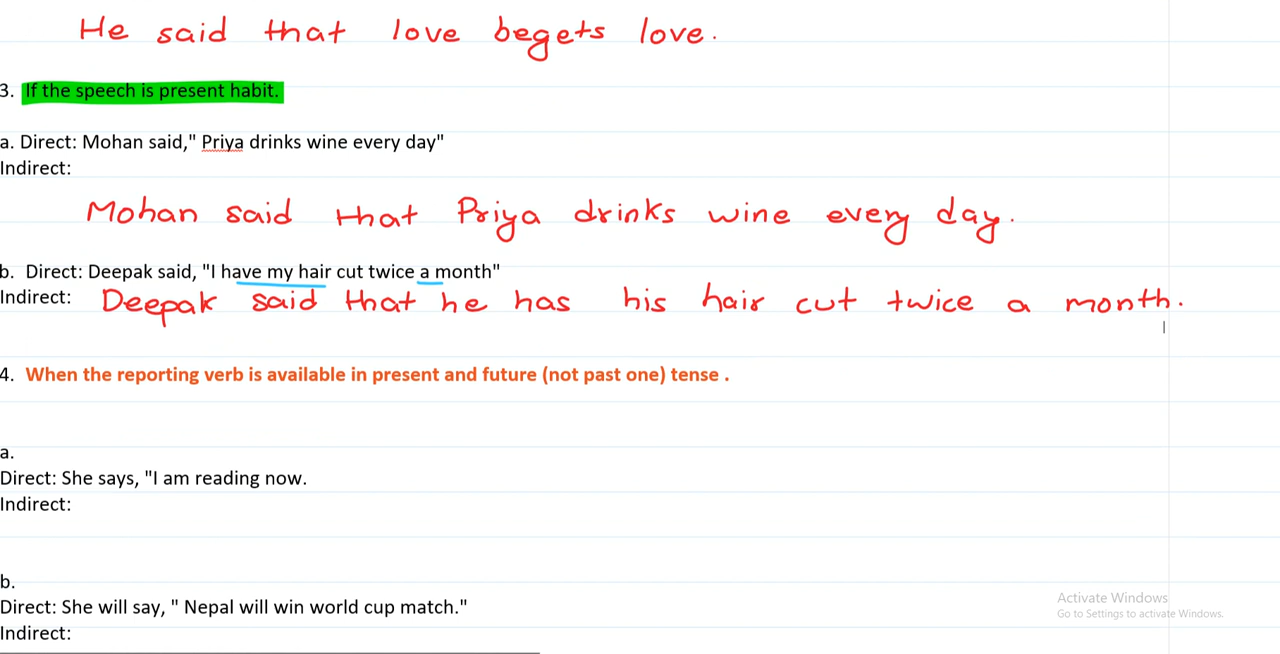 He said that love begets love.
3. If the speech is present habit.
a. Direct: Mohan said," Priya drinks wine every day"
Indirect:
Mohan said that Priya drinks wine every day.
b. Direct: Deepak said, "I have my hair cut twice a month"
Indirect: Deepak said that he has his hair cut twice a month.
4. When the reporting verb is available in present and future (not past one) tense .
a.
Direct: She says, "I am reading now.
Indirect:
b.
Direct: She will say, " Nepal will win world cup match."
Indirect:
Activate Windows
Go to Settings to activate Windows.